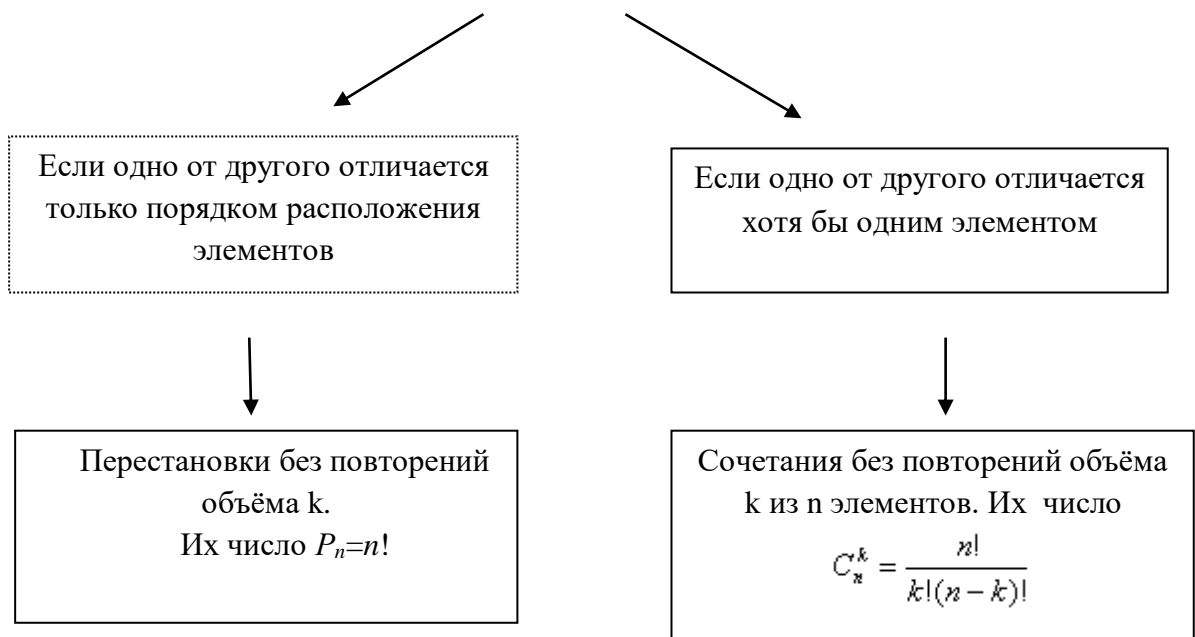 Если одно от другого отличается
только порядком расположения
элементов
Если одно от другого отличается
хотя бы одним элементом
Перестановки без повторений
объёма k.
Их число Pₙ=n!
Сочетания без повторений объёма
k из n элементов. Их число
Cₙᵏ = n! / k!(n − k)!